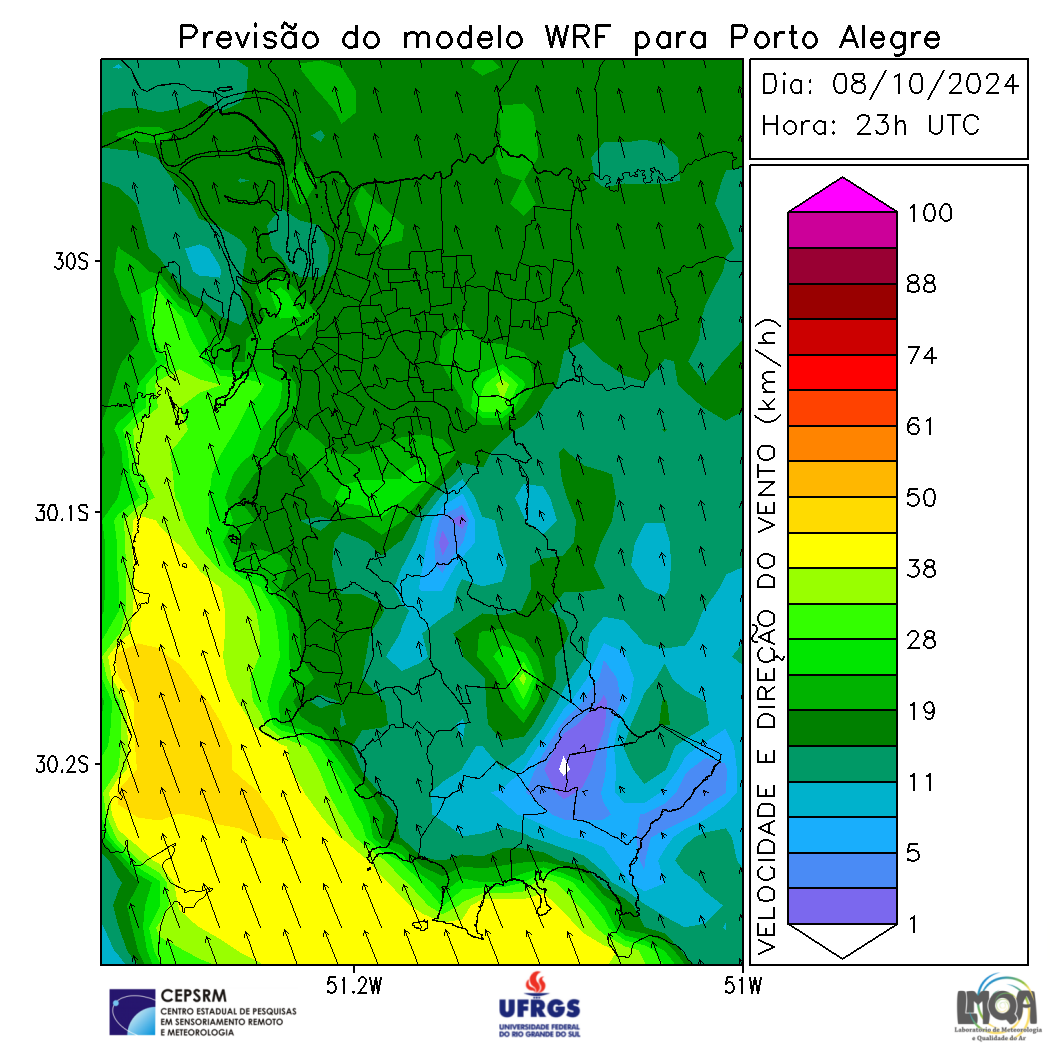 Previsão do modelo WRF para Porto Alegre
Dia: 08/10/2024
Hora: 23h UTC
30S
30.1S
30.2S
51.2W
51W
VELOCIDADE E DIREÇÃO DO VENTO (km/h)
100
88
74
61
50
38
28
19
11
5
1
CEPSRM
CENTRO ESTADUAL DE PESQUISAS
EM SENSORIAMENTO REMOTO
E METEOROLOGIA
UFRGS
UNIVERSIDADE FEDERAL
DO RIO GRANDE DO SUL
LMQA
Laboratório de Meteorologia
e Qualidade do Ar